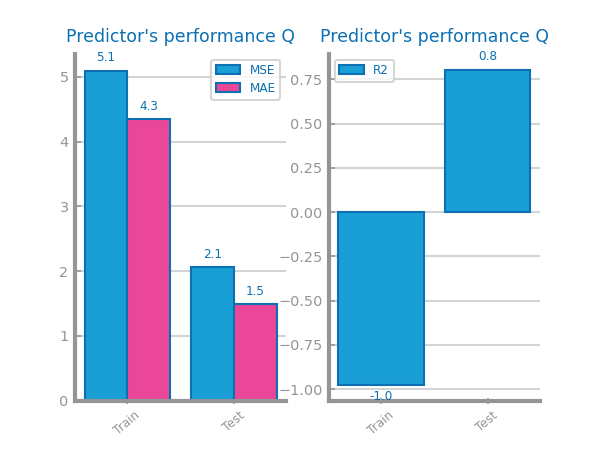 Predictor's performance Q
5.1
MSE
MAE
4.3
2.1
1.5
5
4
3
2
1
0
Train
Test
Predictor's performance Q
0.8
R2
-1.0
0.75
0.50
0.25
0.00
−0.25
−0.50
−0.75
−1.00
Train
Test